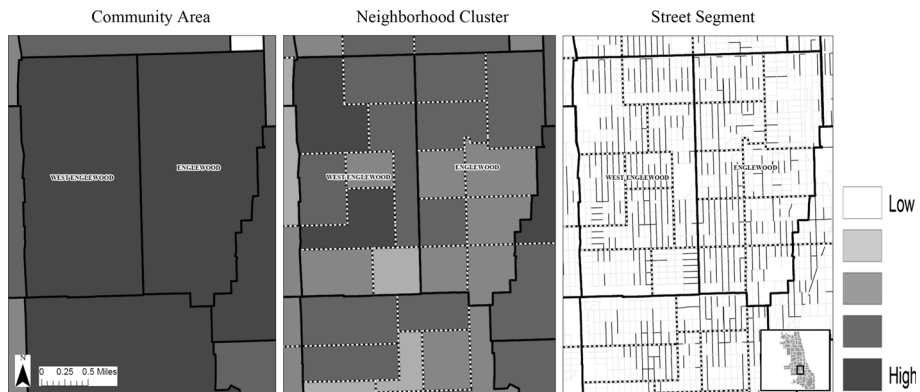 Community Area
Neighborhood Cluster
Street Segment
WEST ENGLEWOOD
ENGLEWOOD
WEST ENGLEWOOD
ENGLEWOOD
WEST ENGLEWOOD
ENGLEWOOD
Low
High
N
0 0.25 0.5 Miles